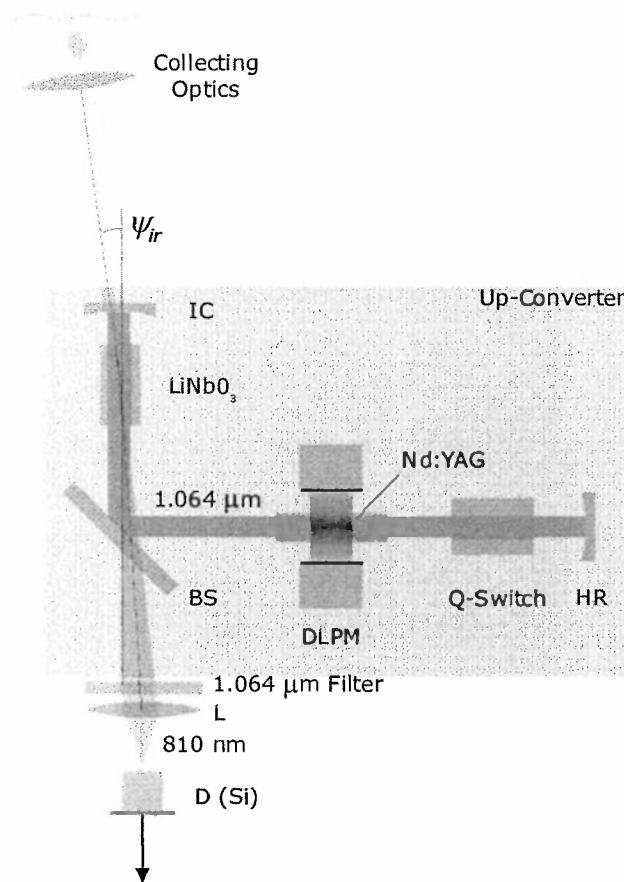 Collecting
Optics
ψir
Up-Converter
IC
LiNbO3
Nd:YAG
1.064 μm
BS
Q-Switch
HR
DLPM
1.064 μm Filter
L
810 nm
D (Si)